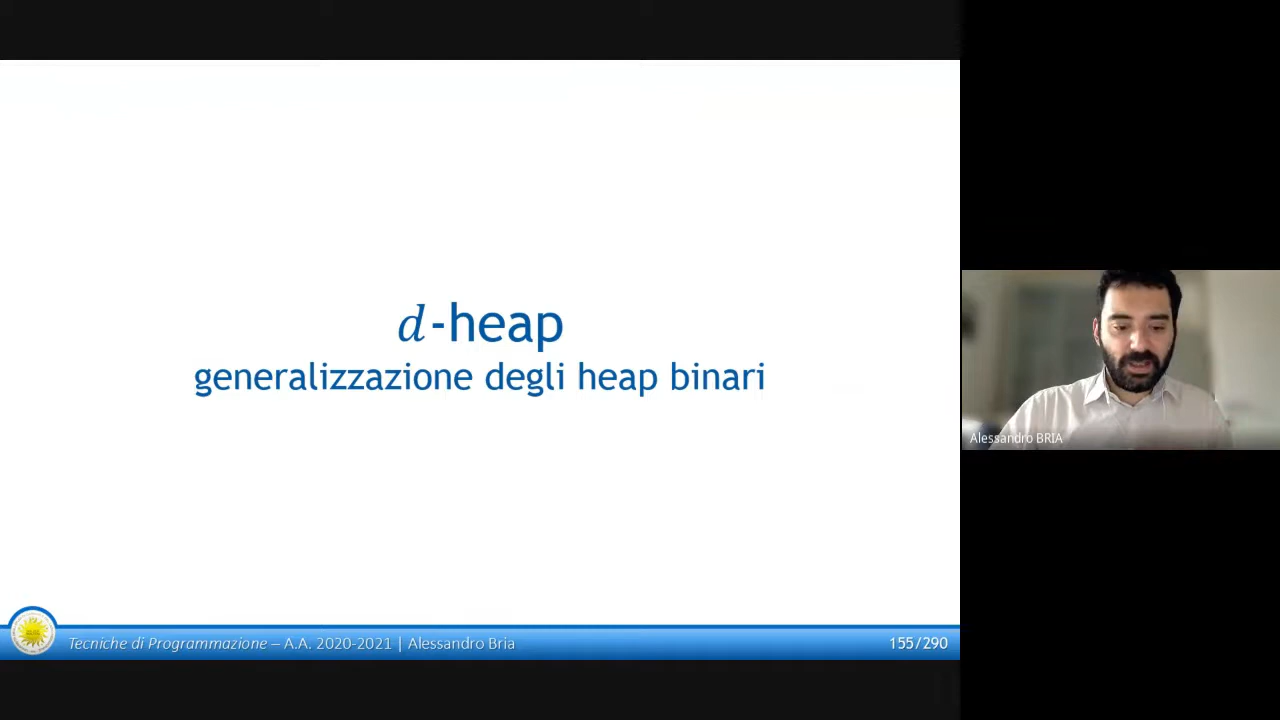 d-heap
generalizzazione degli heap binari
Alessandro BRIA
Tecniche di Programmazione – A.A. 2020-2021 | Alessandro Bria
155/290